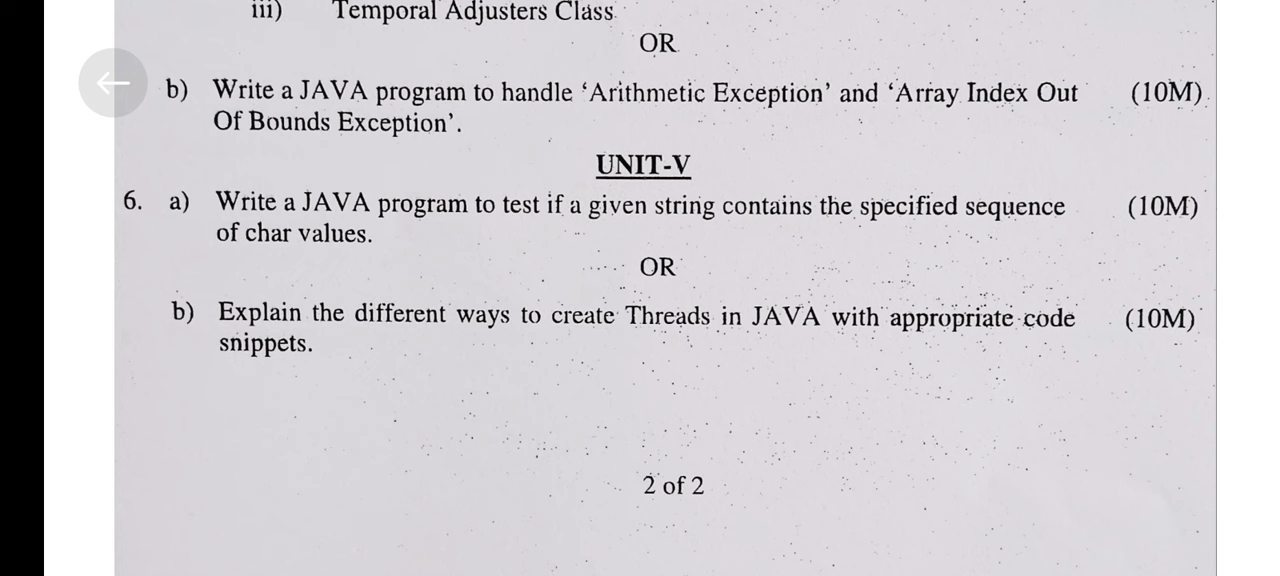 iii) Temporal Adjusters Class
OR
b) Write a JAVA program to handle ‘Arithmetic Exception’ and ‘Array Index Out (10M)
Of Bounds Exception’.
UNIT-V
6. a) Write a JAVA program to test if a given string contains the specified sequence (10M)
of char values.
OR
b) Explain the different ways to create Threads in JAVA with appropriate code (10M)
snippets.
2 of 2